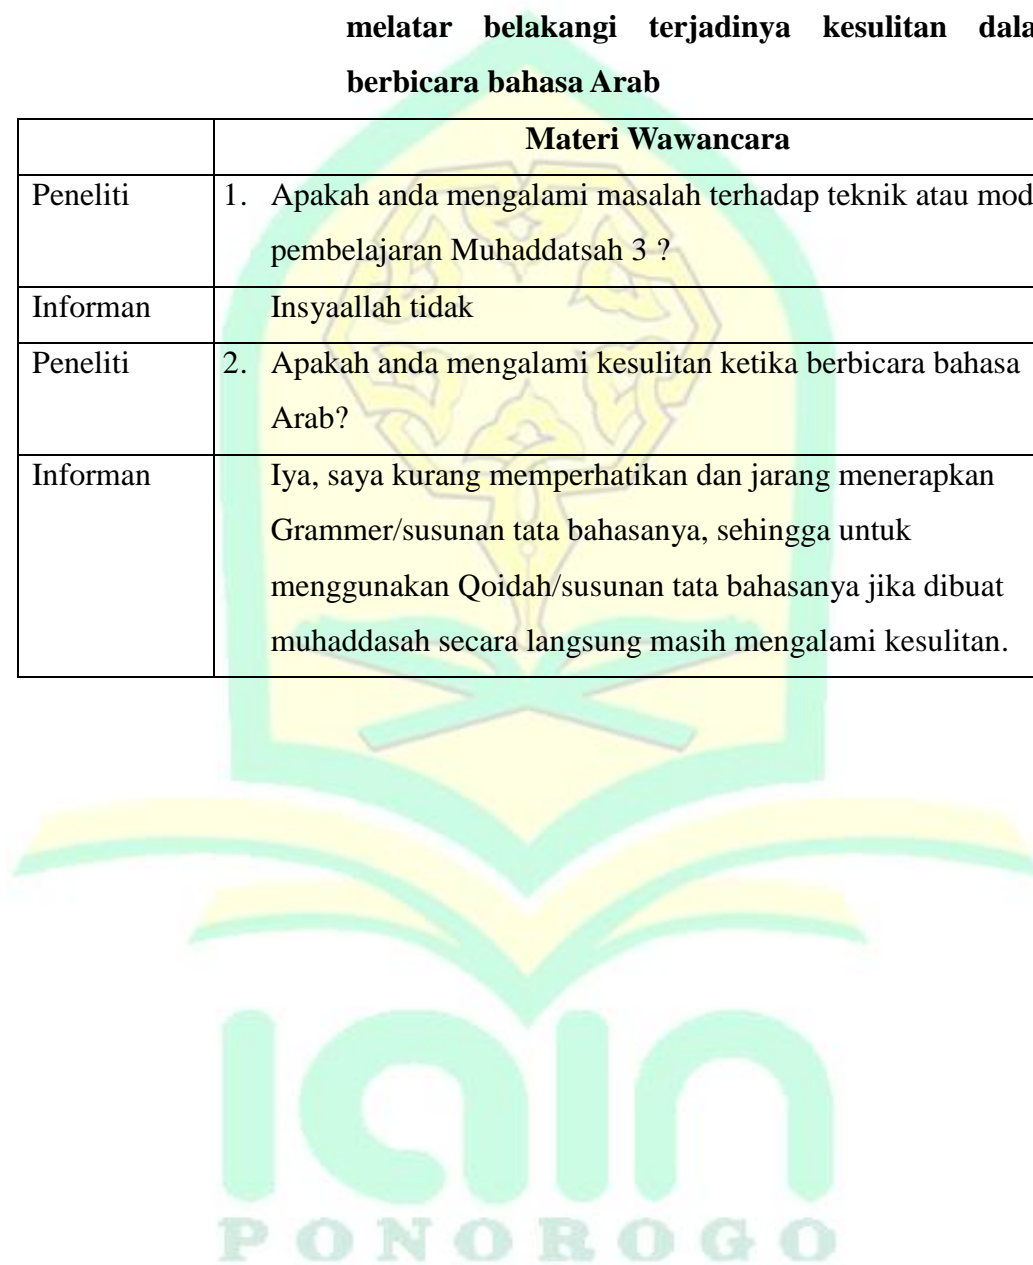 melatar belakangi terjadinya kesulitan
berbicara bahasa Arab
Materi Wawancara
Peneliti 1. Apakah anda mengalami masalah terhadap teknik atau
pembelajaran Muhaddatsah 3 ?
Informan Insyaallah tidak
Peneliti 2. Apakah anda mengalami kesulitan ketika berbicara bahasa
Arab?
Informan Iya, saya kurang memperhatikan dan jarang menerapkan
Grammer/susunan tata bahasanya, sehingga untuk
menggunakan Qoidah/susunan tata bahasanya jika dibuat
muhaddasah secara langsung masih mengalami kesulitan.
iain
PONOROGO